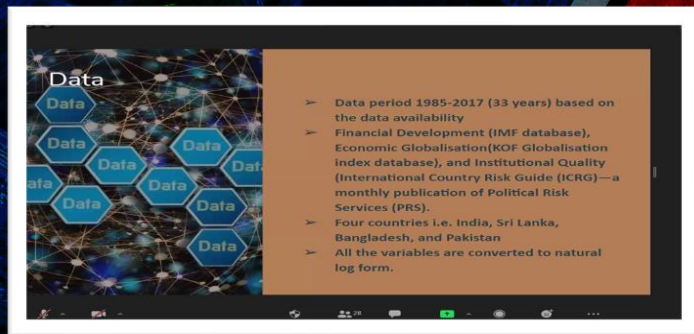 Data
Data
Data
Data
Data
Data
Data
Data
Data
Data
➢ Data period 1985-2017 (33 years) based on
the data availability
➢ Financial Development (IMF database),
Economic Globalisation(KOF Globalisation
index database), and Institutional Quality
(International Country Risk Guide (ICRG)—a
monthly publication of Political Risk
Services (PRS).
➢ Four countries i.e. India, Sri Lanka,
Bangladesh, and Pakistan
➢ All the variables are converted to natural
log form.
28